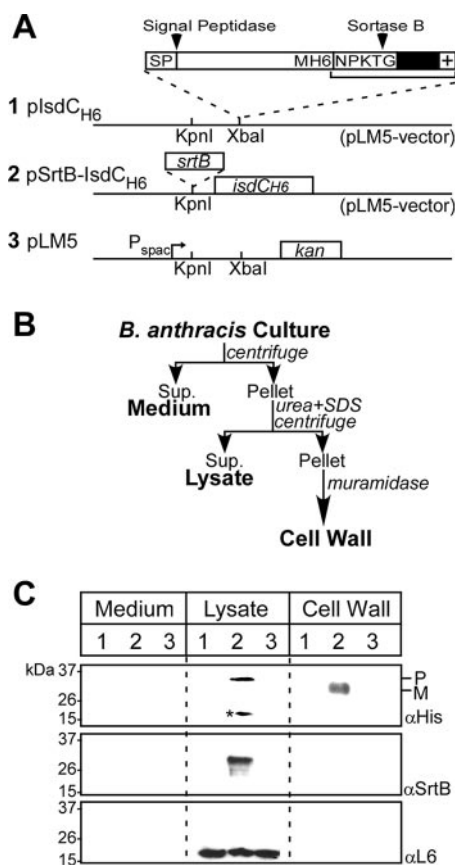 A
Signal Peptidase Sortase B
SP MH6 NPKTG +
1 pIsdC_H6
KpnI XbaI (pLM5-vector)
srtB
2 pSrtB-IsdC_H6
isdCH6
KpnI (pLM5-vector)
3 pLM5 Pspac kan
KpnI XbaI
B
B. anthracis Culture
centrifuge
Sup. Pellet
Medium urea+SDS
centrifuge
Sup. Pellet
Lysate muramidase
Cell Wall
C
Medium Lysate Cell Wall
1 2 3 1 2 3 1 2 3
kDa 37 P
M
26
15 * αHis
37
26
15 αSrtB
37
26
15 αL6